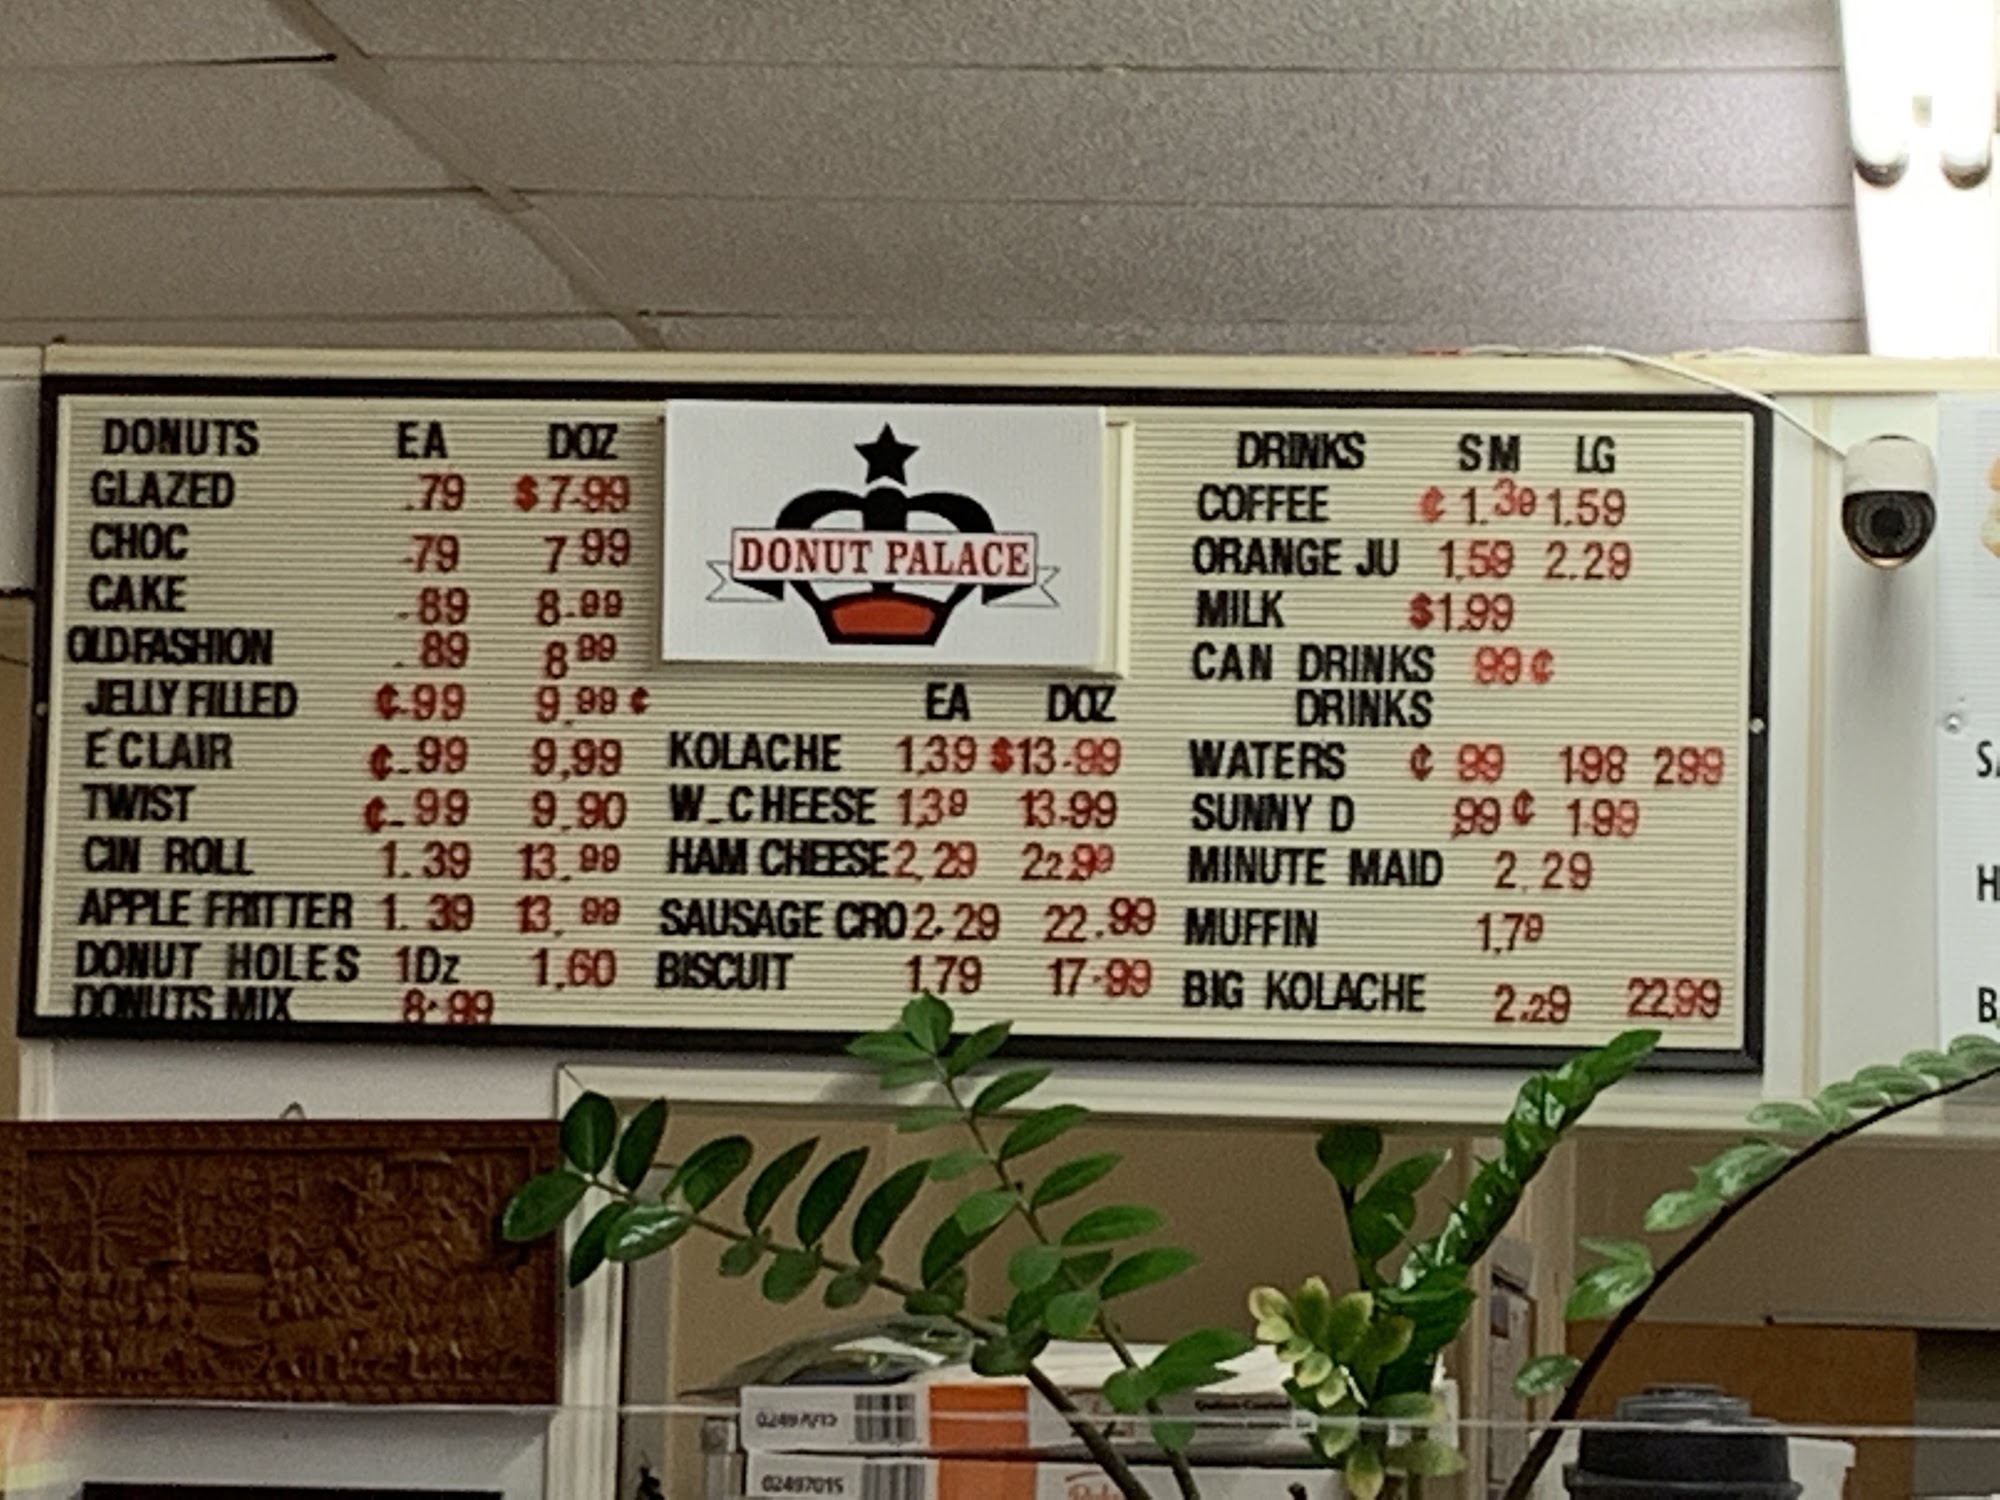 DONUTS EA DOZ
GLAZED .79 $7-99
CHOC -79 7 99
CAKE -89 8-99
OLD FASHION .89 8 99
JELLY FILLED ¢.99 9.99 ¢
E'CLAIR ¢-99 9,99
TWIST ¢-99 9.90
CIN ROLL 1.39 13.99
APPLE FRITTER 1.39 13.99
DONUT HOLES 1Dz 1.60
DONUTS MIX 8-99
DONUT PALACE
EA DOZ
KOLACHE 1,39 $13-99
W_CHEESE 1,39 13-99
HAM CHEESE 2,29 22.99
SAUSAGE CRO 2.29 22.99
BISCUIT 1,79 17-99
DRINKS SM LG
COFFEE ¢ 1.39 1.59
ORANGE JU 1,59 2.29
MILK $1.99
CAN DRINKS 99¢
DRINKS
WATERS ¢ 99 198 299
SUNNY D .99¢ 1.99
MINUTE MAID 2.29
MUFFIN 1,79
BIG KOLACHE 2.29 22.99
02497015